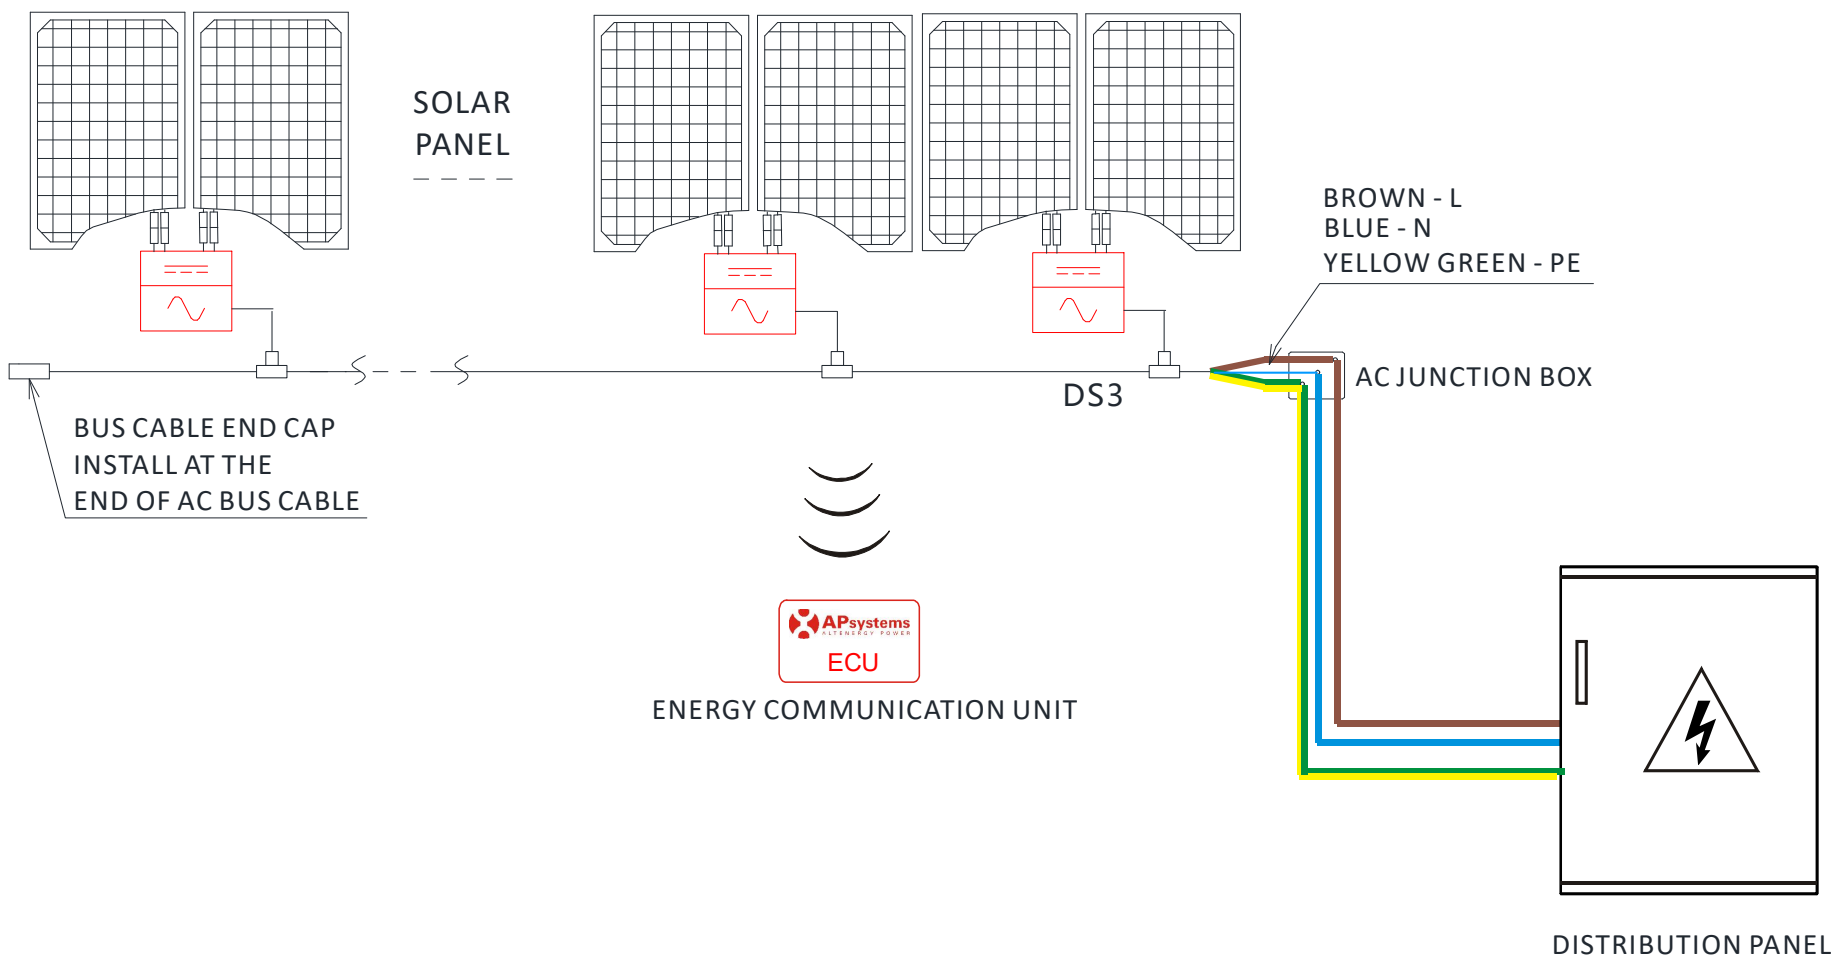 SOLAR
PANEL
BROWN - L
BLUE - N
YELLOW GREEN - PE
AC JUNCTION BOX
DS3
BUS CABLE END CAP
INSTALL AT THE
END OF AC BUS CABLE
APsystems
ALTENERGY POWER
ECU
ENERGY COMMUNICATION UNIT
DISTRIBUTION PANEL